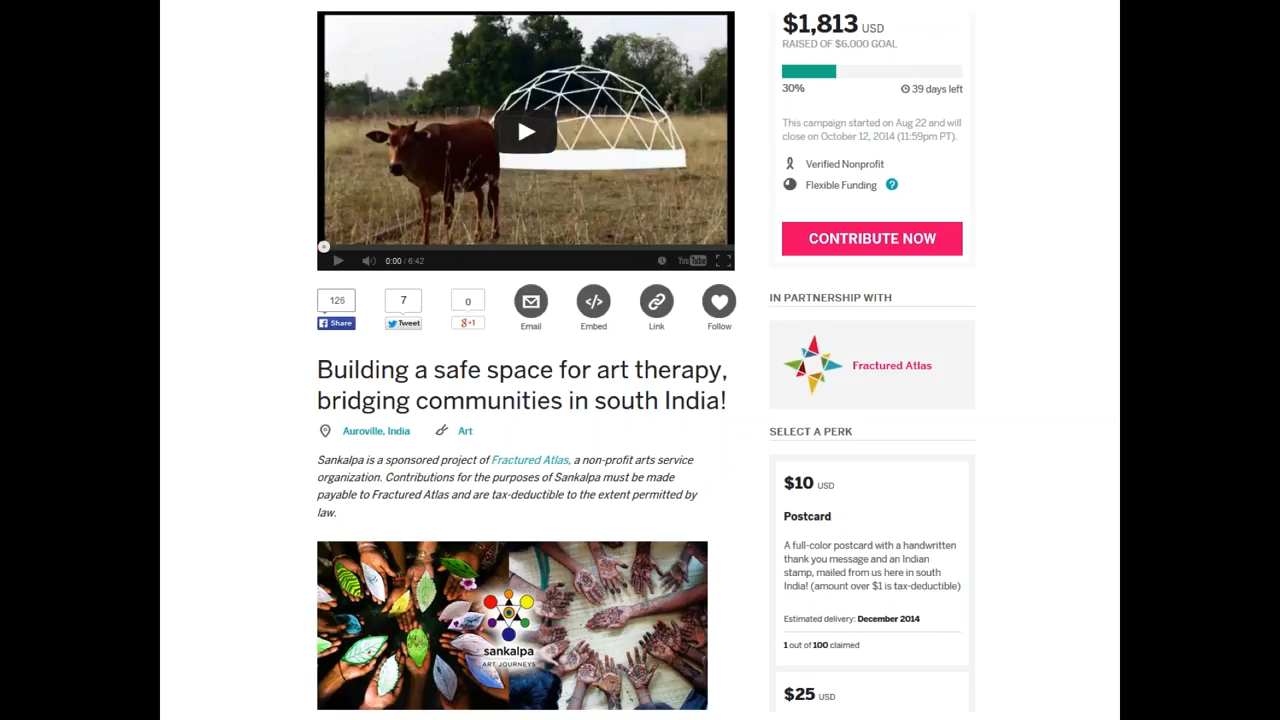 0:00 / 6:42
YouTube
126
7
0
Share
Tweet
g+1
Email
Embed
Link
Follow
Building a safe space for art therapy,
bridging communities in south India!
Auroville, India
Art
Sankalpa is a sponsored project of Fractured Atlas, a non-profit arts service
organization. Contributions for the purposes of Sankalpa must be made
payable to Fractured Atlas and are tax-deductible to the extent permitted by
law.
sankalpa
ART JOURNEYS
$1,813 USD
RAISED OF $6,000 GOAL
30%
39 days left
This campaign started on Aug 22 and will
close on October 12, 2014 (11:59pm PT).
Verified Nonprofit
Flexible Funding ?
CONTRIBUTE NOW
IN PARTNERSHIP WITH
Fractured Atlas
SELECT A PERK
$10 USD
Postcard
A full-color postcard with a handwritten
thank you message and an Indian
stamp, mailed from us here in south
India! (amount over $1 is tax-deductible)
Estimated delivery: December 2014
1 out of 100 claimed
$25 USD